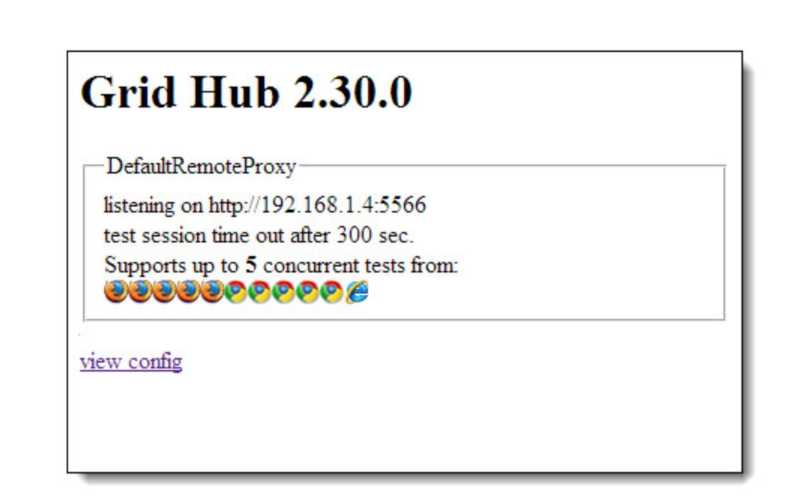 Grid Hub 2.30.0
DefaultRemoteProxy
listening on http://192.168.1.4:5566
test session time out after 300 sec.
Supports up to 5 concurrent tests from:
view config